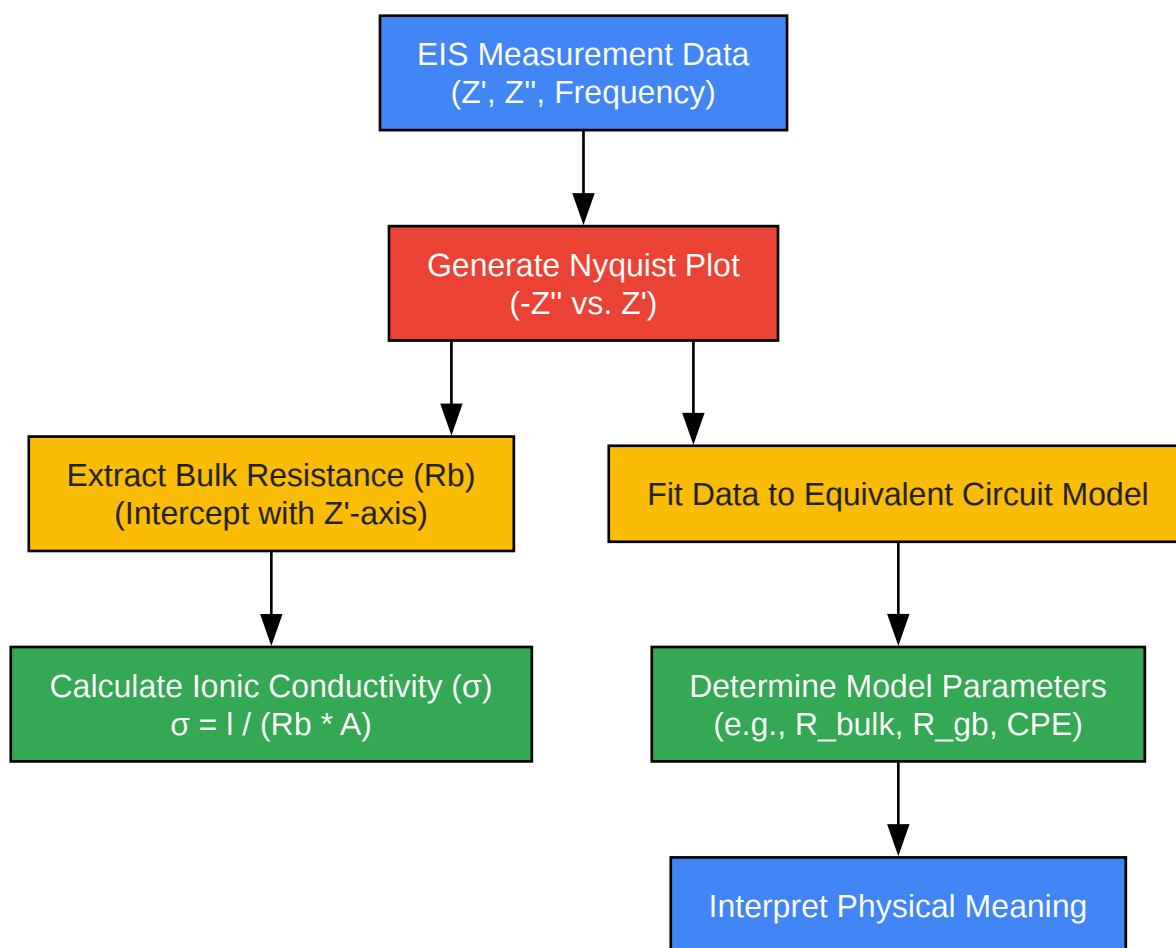 EIS Measurement Data
(Z', Z'', Frequency)
Generate Nyquist Plot
(-Z'' vs. Z')
Extract Bulk Resistance (Rb)
(Intercept with Z'-axis)
Fit Data to Equivalent Circuit Model
Calculate Ionic Conductivity (σ)
σ = l / (Rb * A)
Determine Model Parameters
(e.g., R_bulk, R_gb, CPE)
Interpret Physical Meaning